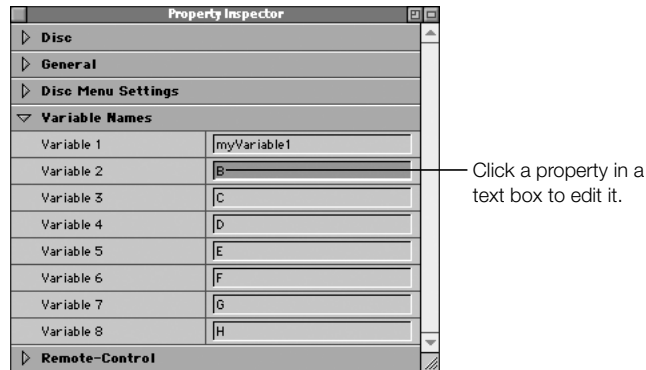 Property Inspector
Disc
General
Disc Menu Settings
Variable Names
Variable 1 myVariable1
Variable 2 B
Click a property in a
text box to edit it.
Variable 3 C
Variable 4 D
Variable 5 E
Variable 6 F
Variable 7 G
Variable 8 H
Remote-Control